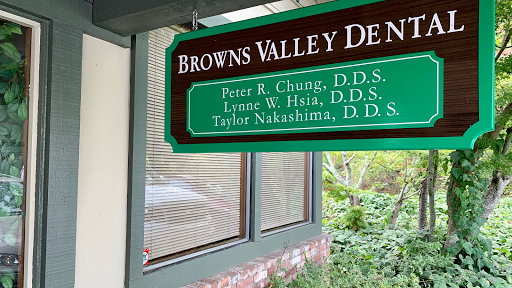 BROWNS VALLEY DENTAL
PETER R. CHUNG, D.D.S.
LYNNE W. HSIA, D.D.S.
TAYLOR NAKASHIMA, D.D.S.